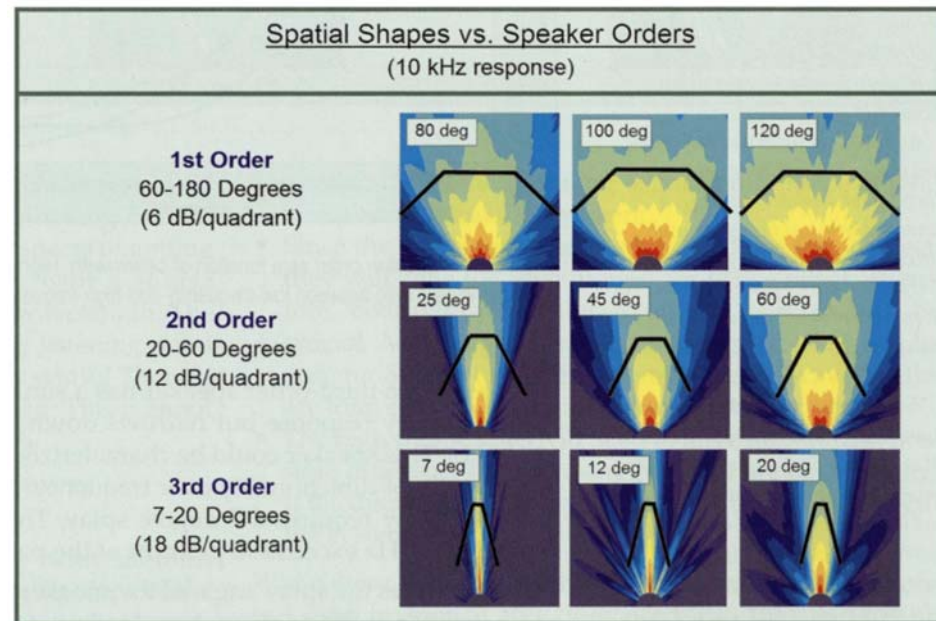 Spatial Shapes vs. Speaker Orders
(10 kHz response)
1st Order
60-180 Degrees
(6 dB/quadrant)
80 deg
100 deg
120 deg
2nd Order
20-60 Degrees
(12 dB/quadrant)
25 deg
45 deg
60 deg
3rd Order
7-20 Degrees
(18 dB/quadrant)
7 deg
12 deg
20 deg